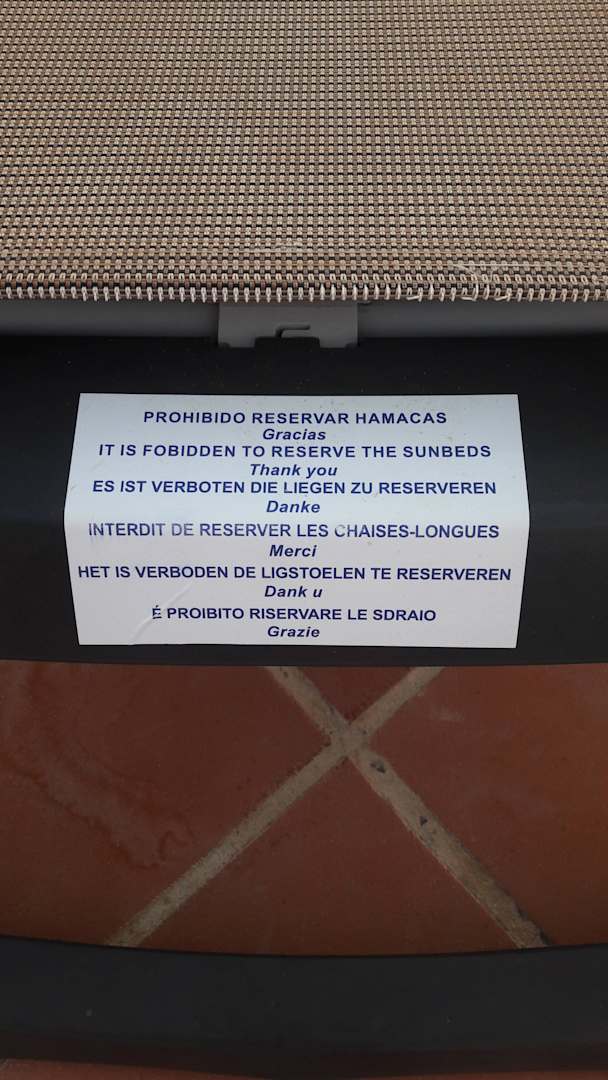 PROHIBIDO RESERVAR HAMACAS
Gracias
IT IS FOBIDDEN TO RESERVE THE SUNBEDS
Thank you
ES IST VERBOTEN DIE LIEGEN ZU RESERVEREN
Danke
INTERDIT DE RESERVER LES CHAISES-LONGUES
Merci
HET IS VERBODEN DE LIGSTOELEN TE RESERVEREN
Dank u
É PROIBITO RISERVARE LE SDRAIO
Grazie